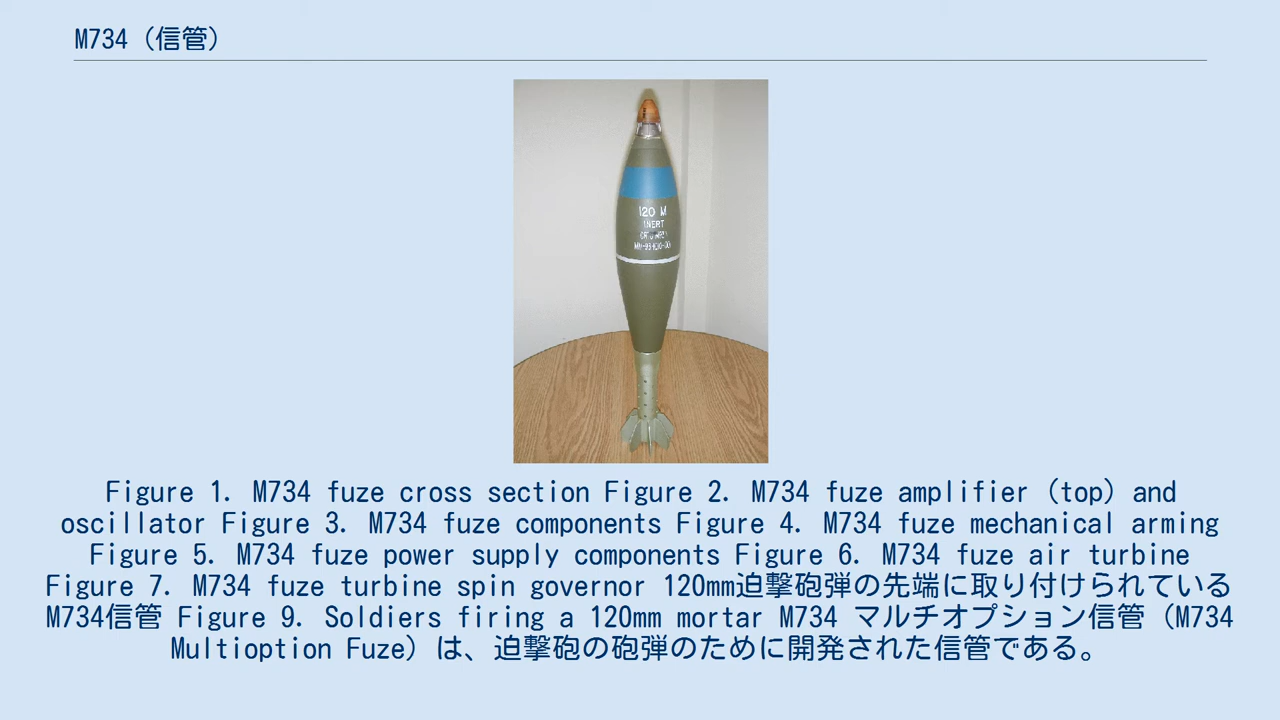 M734（信管）
120 M
INERT
Figure 1. M734 fuze cross section Figure 2. M734 fuze amplifier (top) and
oscillator Figure 3. M734 fuze components Figure 4. M734 fuze mechanical arming
Figure 5. M734 fuze power supply components Figure 6. M734 fuze air turbine
Figure 7. M734 fuze turbine spin governor 120mm迫撃砲弾の先端に取り付けられている
M734信管 Figure 9. Soldiers firing a 120mm mortar M734 マルチオプション信管（M734
Multioption Fuze）は、迫撃砲の砲弾のために開発された信管である。